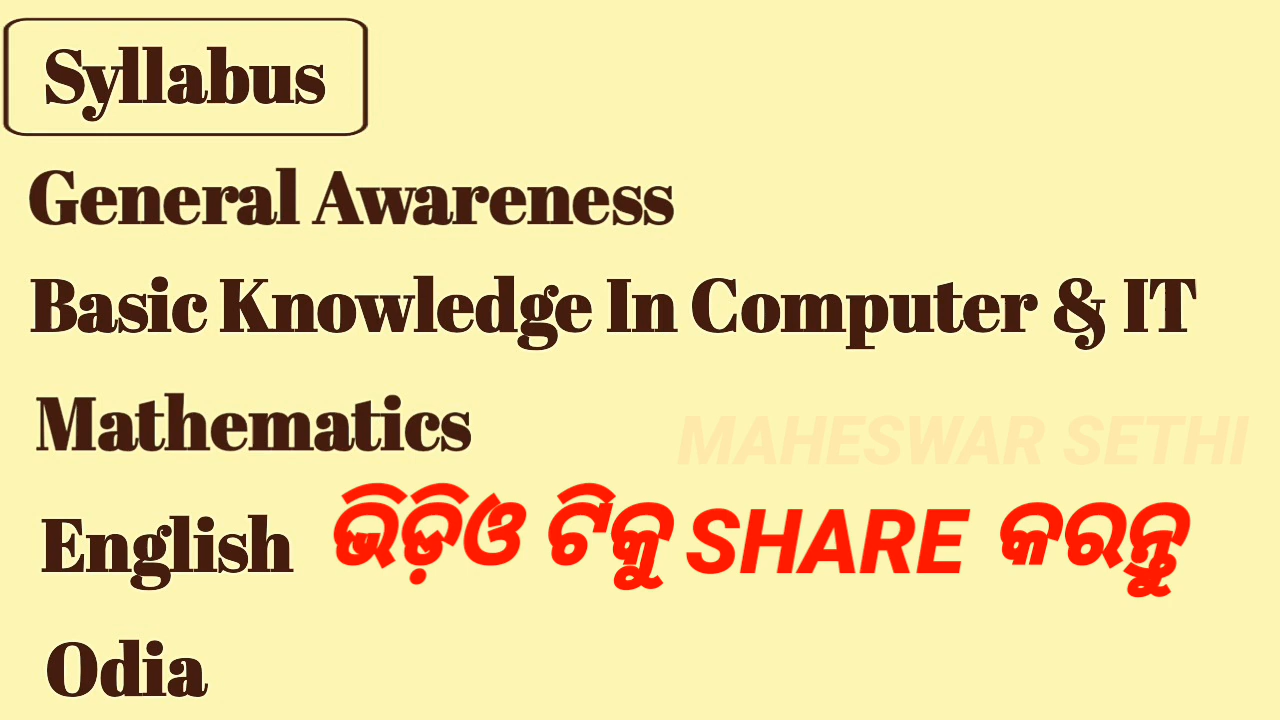 Syllabus
General Awareness
Basic Knowledge In Computer & IT
Mathematics
MAHESWAR SETHI
English
ଭିଡ଼ିଓ ଟିକୁ SHARE କରନ୍ତୁ
Odia